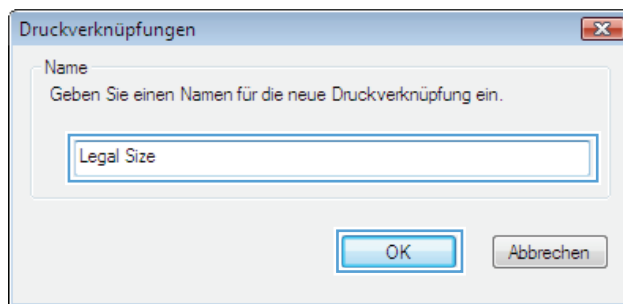 Druckverknüpfungen
Name
Geben Sie einen Namen für die neue Druckverknüpfung ein.
Legal Size
OK Abbrechen